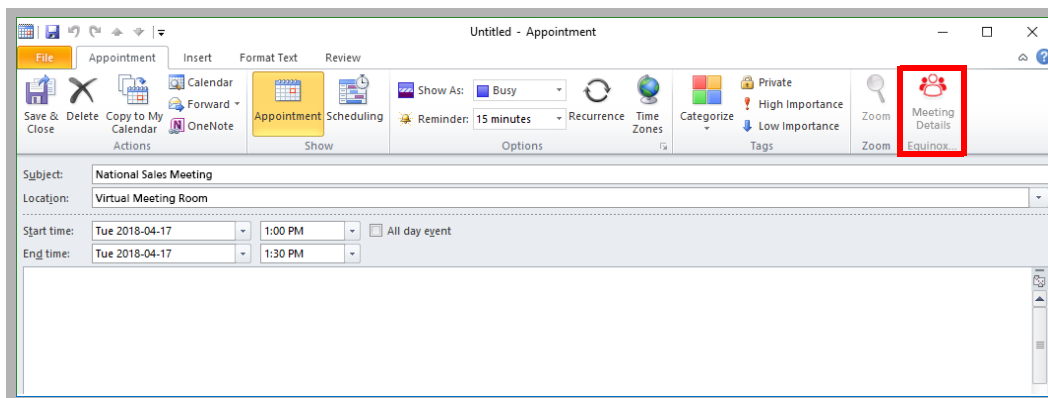 Untitled - Appointment
File Appointment Insert Format Text Review
Save & Close
Delete
Copy to My Calendar
Calendar
Forward
OneNote
Actions
Appointment
Scheduling
Show
Show As: Busy
Reminder: 15 minutes
Recurrence
Time Zones
Options
Categorize
Private
High Importance
Low Importance
Tags
Zoom
Zoom
Meeting Details
Equinox...
Subject: National Sales Meeting
Location: Virtual Meeting Room
Start time: Tue 2018-04-17 1:00 PM All day event
End time: Tue 2018-04-17 1:30 PM